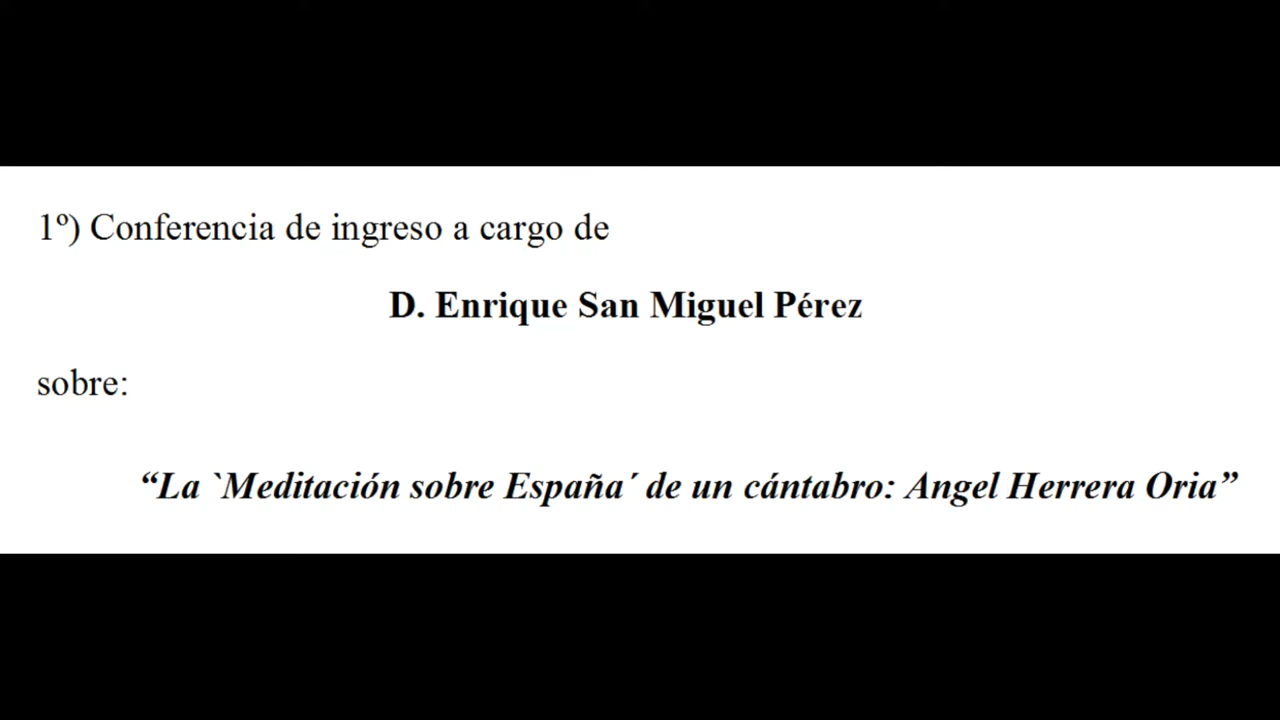 1º) Conferencia de ingreso a cargo de
D. Enrique San Miguel Pérez
sobre:
“La `Meditación sobre España´ de un cántabro: Angel Herrera Oria”